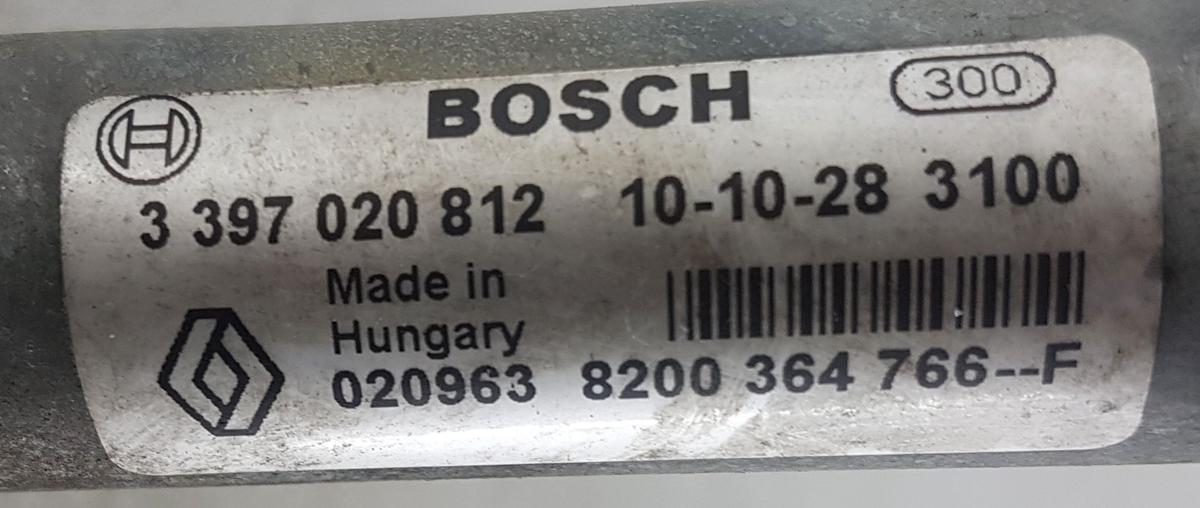 BOSCH 300
3 397 020 812 10-10-28 3100
Made in
Hungary
020963 8200 364 766--F